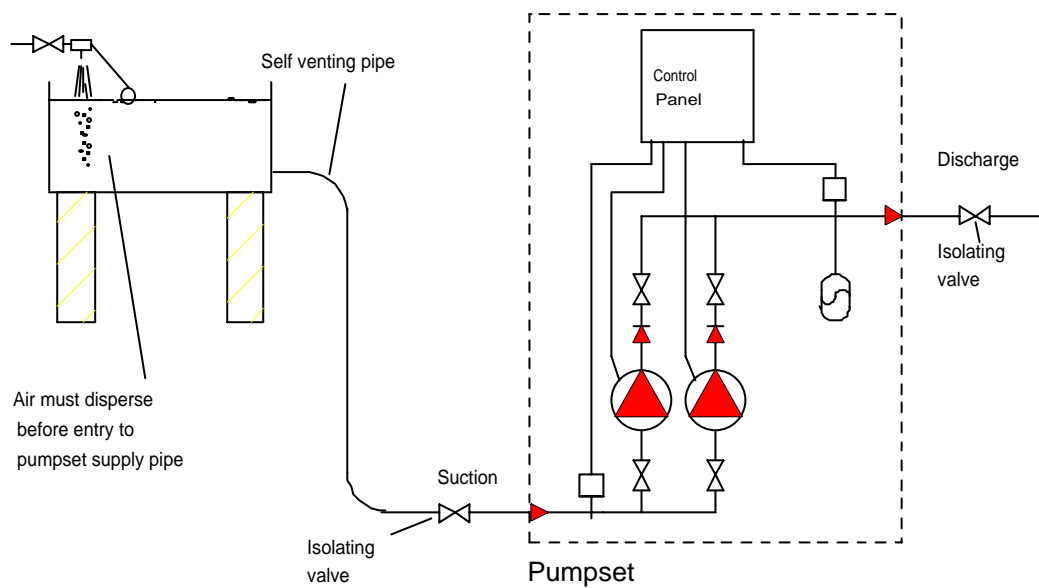 Self venting pipe
Control
Panel
Discharge
Isolating
valve
Air must disperse
before entry to
pumpset supply pipe
Suction
Isolating
valve
Pumpset